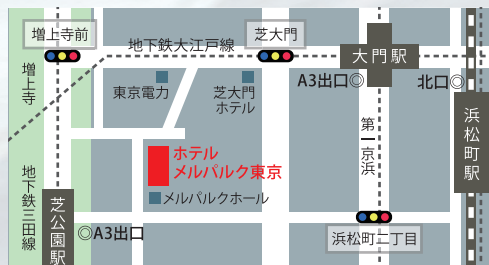 増上寺前
地下鉄大江戸線
芝大門
大門駅
増上寺
東京電力
芝大門
ホテル
A3出口◎
北口◎
浜松町駅
第一京浜
ホテル
メルパルク東京
メルパルクホール
地下鉄三田線
芝公園駅
◎A3出口
浜松町二丁目